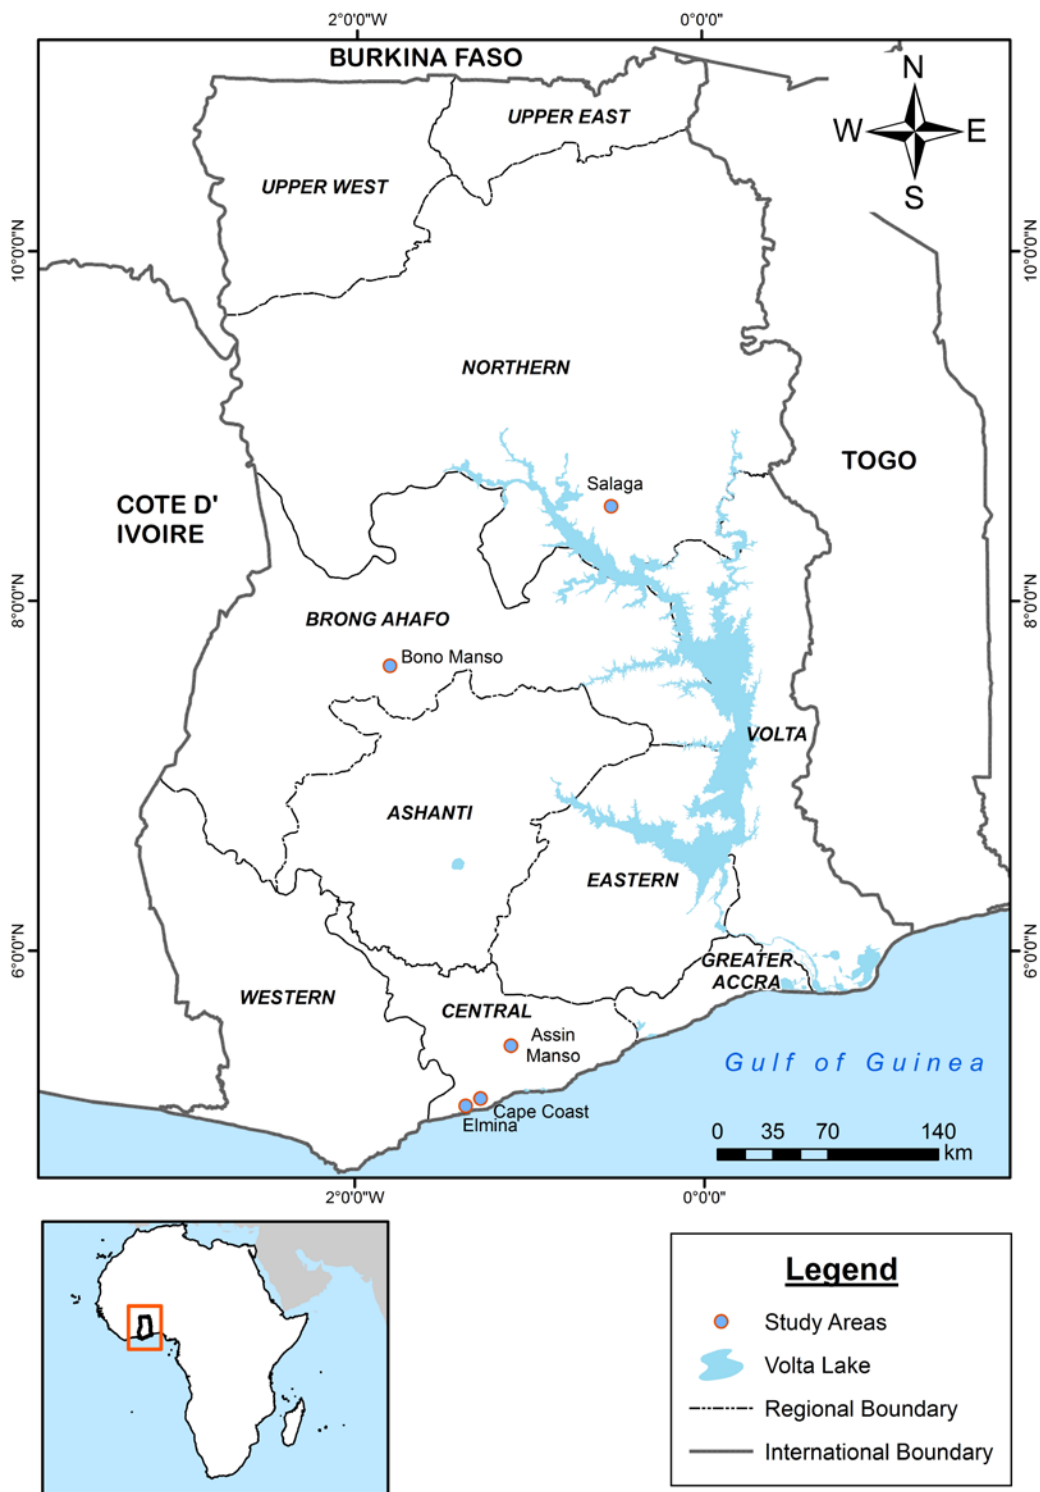 2°0'0"W
0°0'0"
BURKINA FASO
N
W
E
S
UPPER EAST
UPPER WEST
10°0'0"N
10°0'0"N
NORTHERN
TOGO
Salaga
COTE D'
IVOIRE
8°0'0"N
8°0'0"N
BRONG AHAFO
Bono Manso
VOLTA
ASHANTI
EASTERN
6°0'0"N
6°0'0"N
GREATER
ACCRA
WESTERN
CENTRAL
Assin
Manso
Gulf of Guinea
Cape Coast
Elmina
0
35
70
140
km
2°0'0"W
0°0'0"
Legend
Study Areas
Volta Lake
Regional Boundary
International Boundary